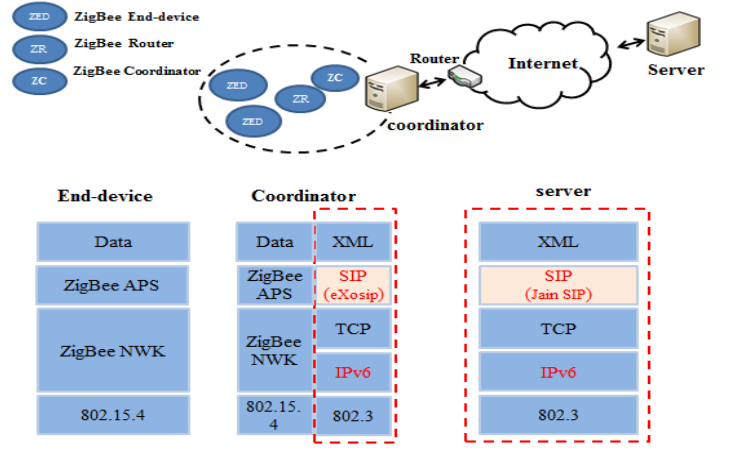 ZED ZigBee End-device
ZR ZigBee Router
ZC ZigBee Coordinator
ZED
ZC
ZR
ZED
Router
Internet
Server
coordinator
End-device
Coordinator
server
Data
Data
XML
XML
ZigBee APS
ZigBee
APS
SIP
(eXosip)
SIP
(Jain SIP)
ZigBee NWK
ZigBee
NWK
TCP
IPv6
TCP
IPv6
802.15.4
802.15.
4
802.3
802.3